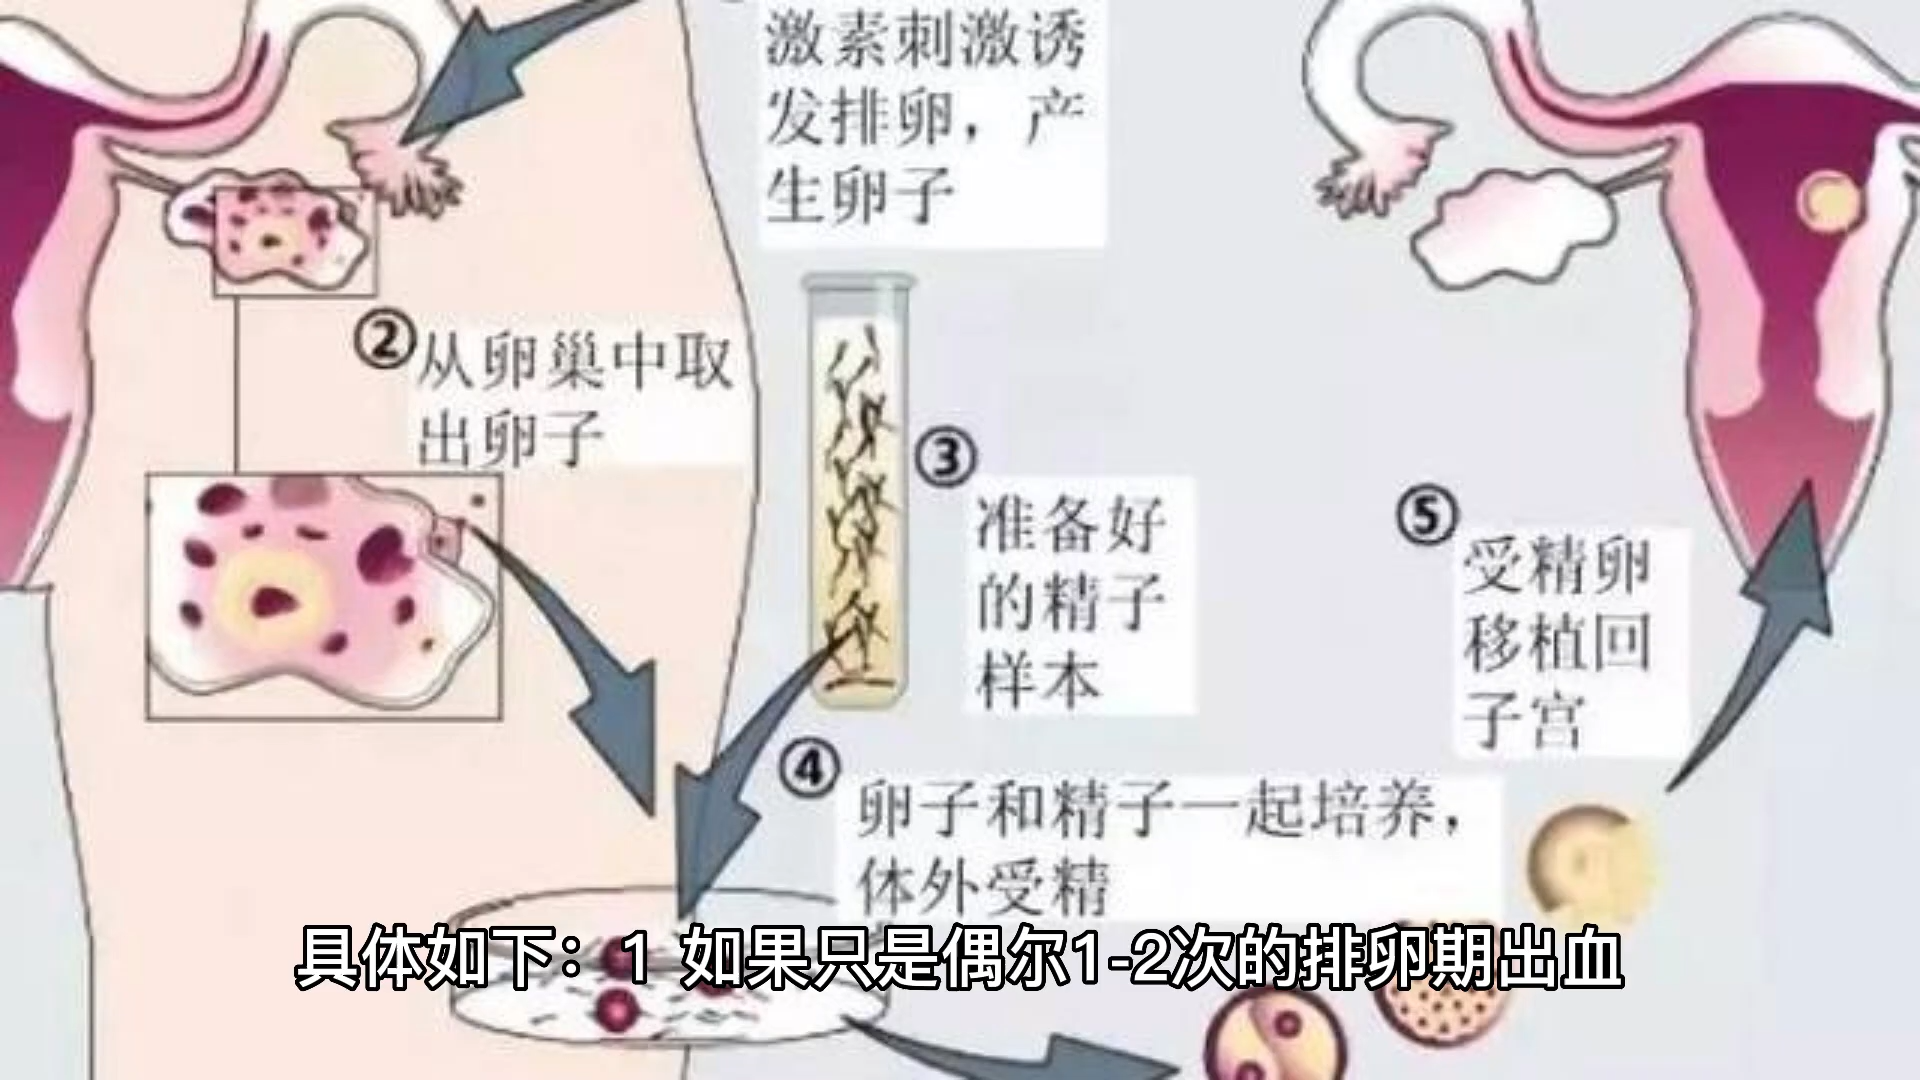 激素刺激诱
发排卵，产
生卵子
②
从卵巢中取
出卵子
③
准备好
的精子
样本
④
卵子和精子一起培养，
体外受精
⑤
受精卵
移植回
子宫
具体如下：1 如果只是偶尔1-2次的排卵期出血